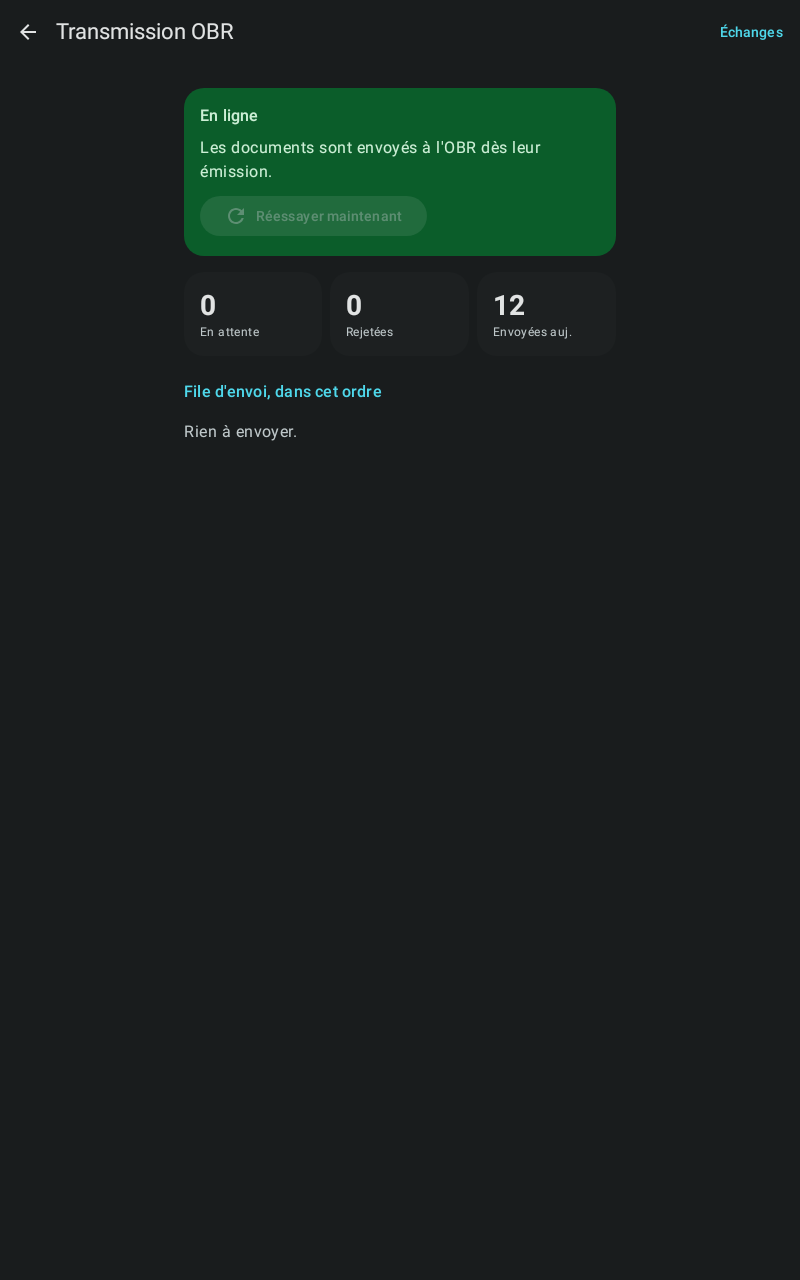 Transmission OBR
Échanges
En ligne
Les documents sont envoyés à l'OBR dès leur
émission.
Réessayer maintenant
0
En attente
0
Rejetées
12
Envoyées auj.
File d'envoi, dans cet ordre
Rien à envoyer.